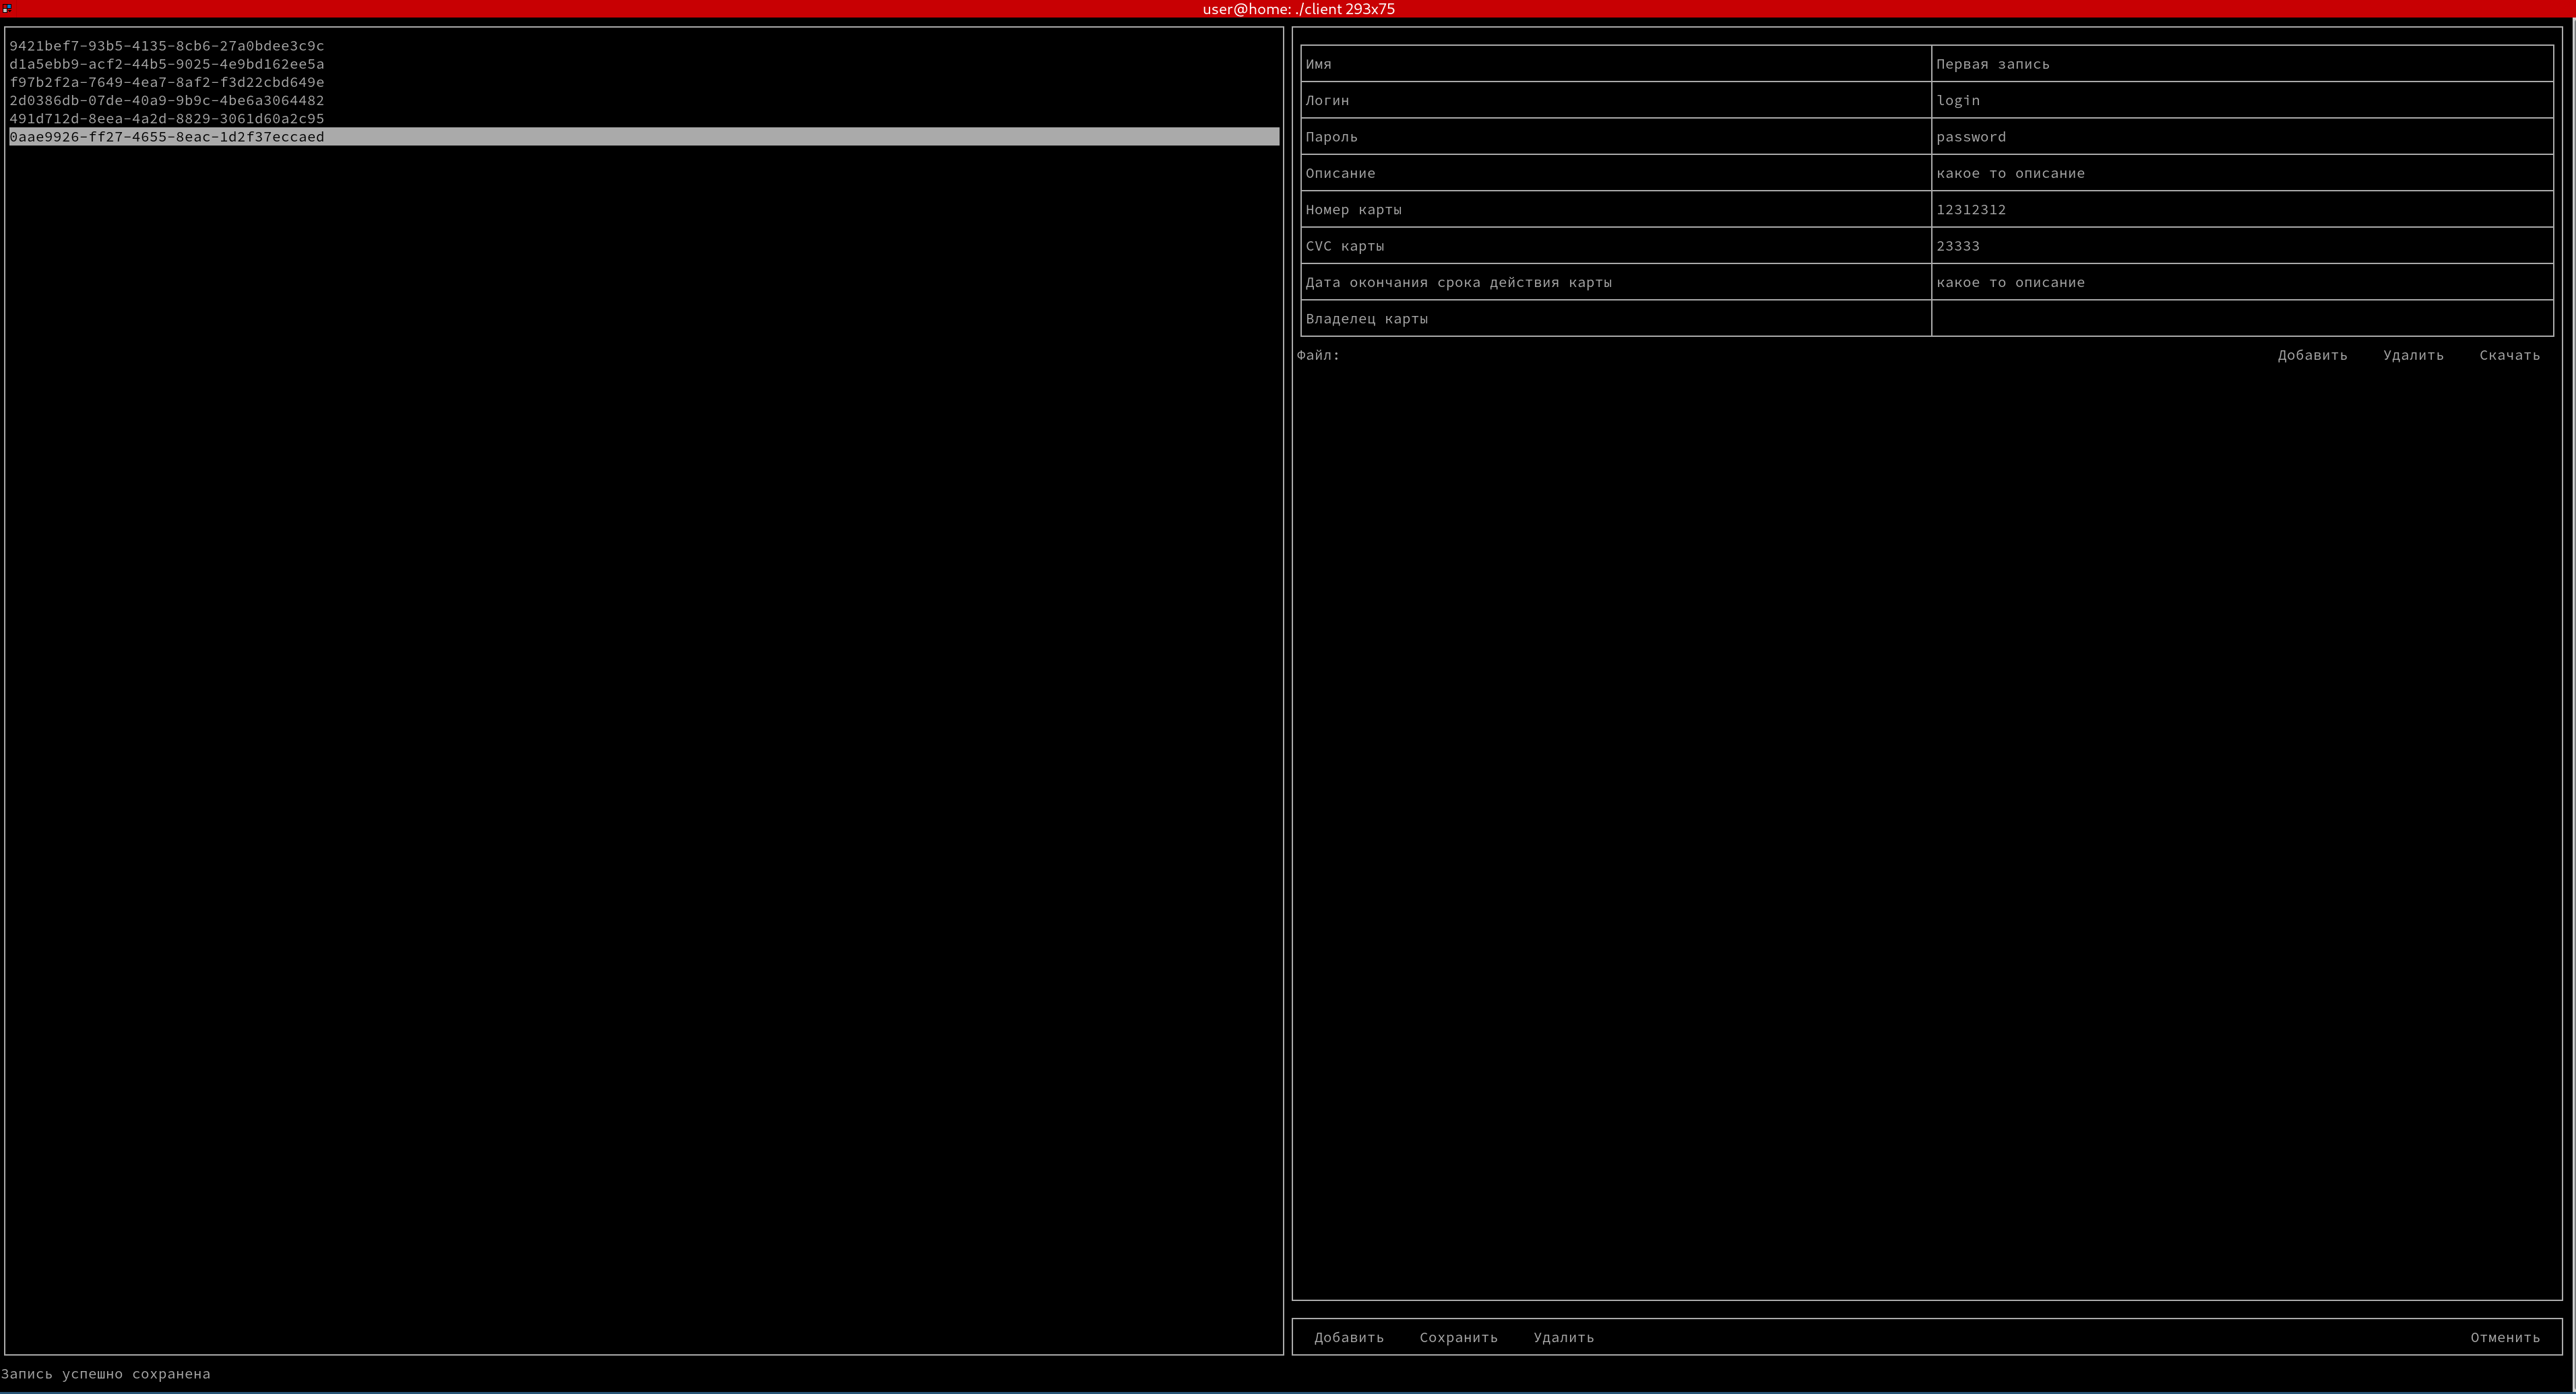 user@home: ./client 293x75
9421bef7-93b5-4135-8cb6-27a0bdee3c9c
d1a5ebb9-acf2-44b5-9025-4e9bd162ee5a
f97b2f2a-7649-4ea7-8af2-f3d22cbd649e
2d0386db-07de-40a9-9b9c-4be6a3064482
491d712d-8eea-4a2d-8829-3061d60a2c95
0aae9926-ff27-4655-8eac-1d2f37eccaed
Имя Первая запись
Логин login
Пароль password
Описание какое то описание
Номер карты 12312312
CVC карты 23333
Дата окончания срока действия карты какое то описание
Владелец карты
Файл: Добавить Удалить Скачать
Добавить Сохранить Удалить Отменить
Запись успешно сохранена